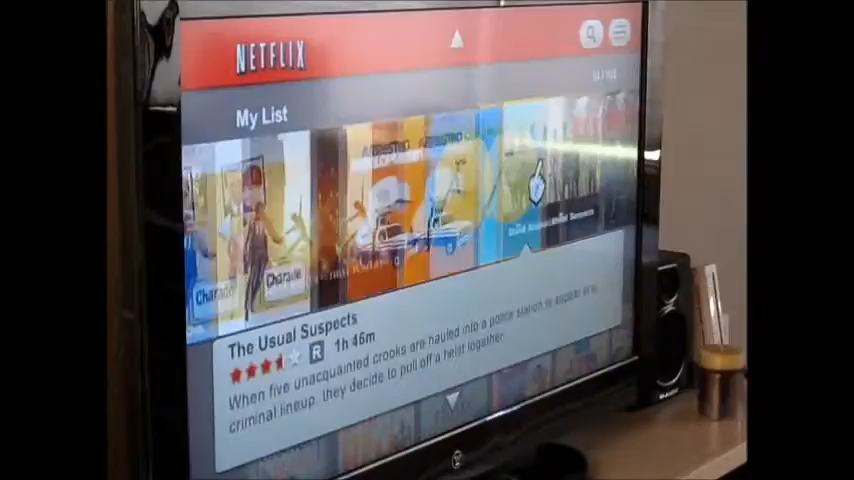 NETFLIX
My List
Charade
Charade
The Usual Suspects
R 1h 46m
When five unacquainted crooks are hauled into a police station to appear in a
criminal lineup, they decide to pull off a heist together.